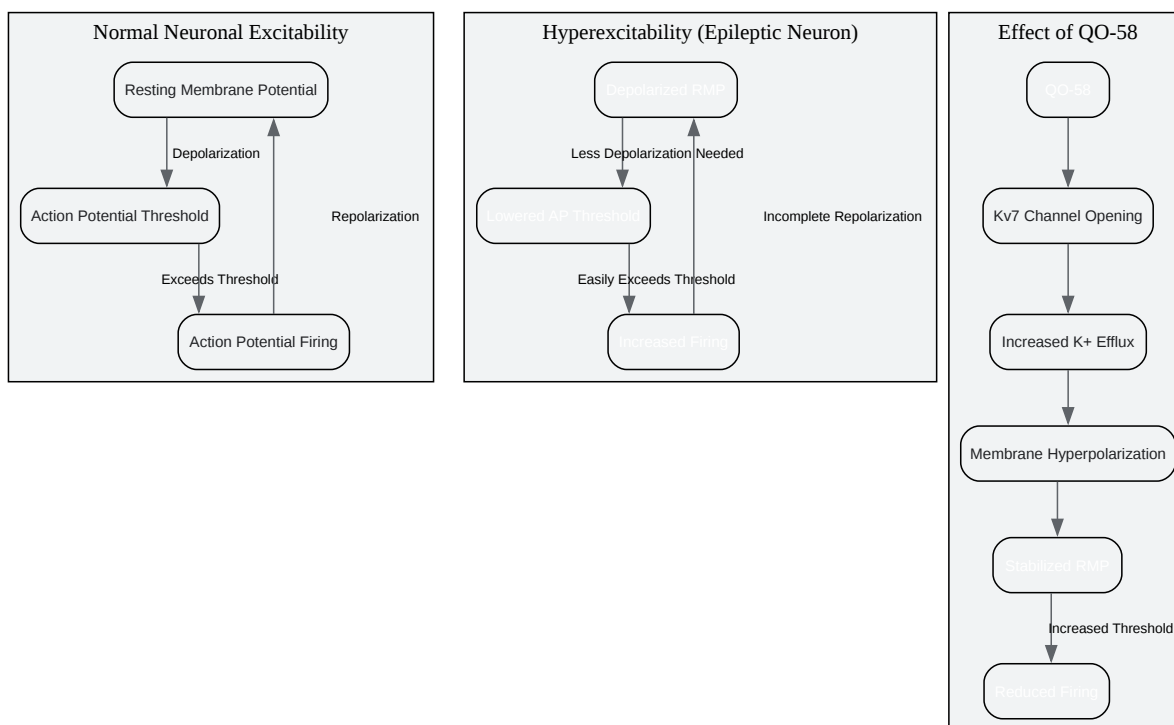 Normal Neuronal Excitability
Resting Membrane Potential
Depolarization
Action Potential Threshold
Repolarization
Exceeds Threshold
Action Potential Firing
Hyperexcitability (Epileptic Neuron)
Depolarized RMP
Less Depolarization Needed
Lowered AP Threshold
Incomplete Repolarization
Easily Exceeds Threshold
Increased Firing
Effect of QO-58
QO-58
Kv7 Channel Opening
Increased K+ Efflux
Membrane Hyperpolarization
Stabilized RMP
Increased Threshold
Reduced Firing